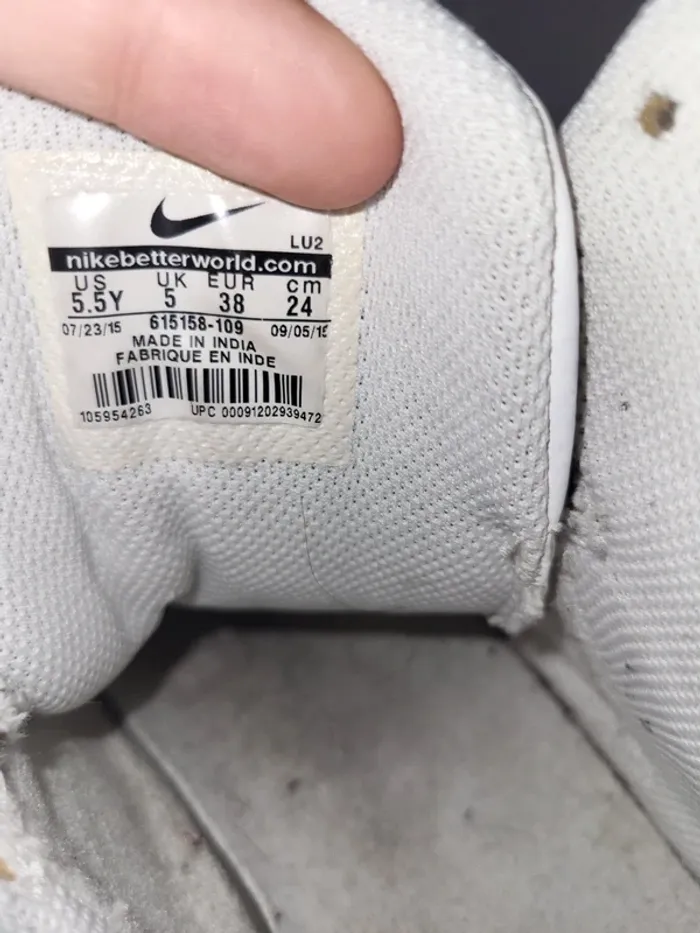 LU2
nikebetterworld.com
US UK EUR cm
5.5Y 5 38 24
07/23/15 615158-109 09/05/15
MADE IN INDIA
FABRIQUE EN INDE
105954263 UPC 00091202939472